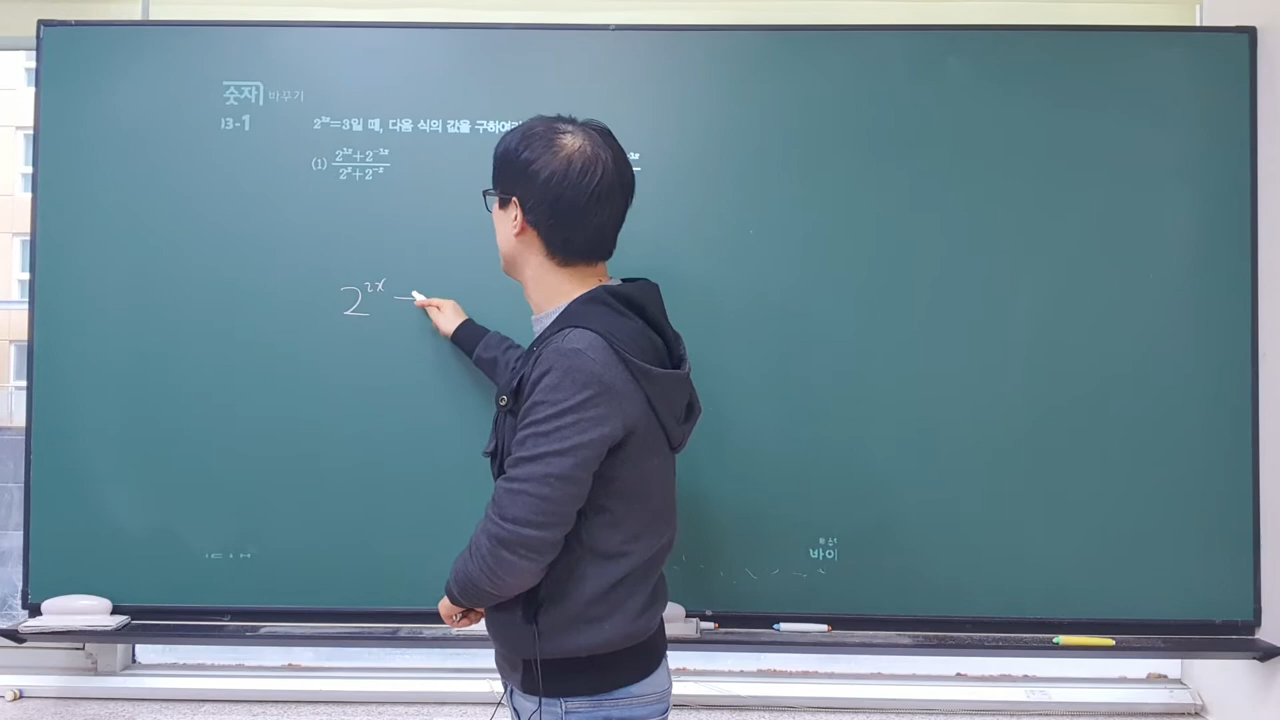 숫자 바꾸기
03-1 2^{2x}=3일 때, 다음 식의 값을 구하여라
(1) \frac{2^{3x}+2^{-3x}}{2^{x}+2^{-x}}
2^{2x} −
바이